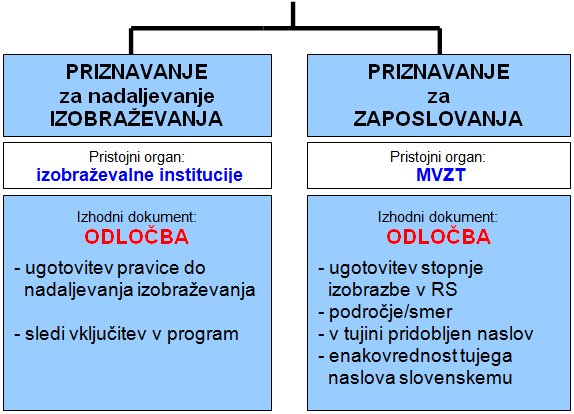 PRIZNAVANJE
za nadaljevanje
IZOBRAŽEVANJA
Pristojni organ:
izobraževalne institucije
Izhodni dokument:
ODLOČBA
- ugotovitev pravice do
nadaljevanja izobraževanja
- sledi vključitev v program
PRIZNAVANJE
za
ZAPOSLOVANJA
Pristojni organ:
MVZT
Izhodni dokument:
ODLOČBA
- ugotovitev stopnje
izobrazbe v RS
- področje/smer
- v tujini pridobljen naslov
- enakovrednost tujega
naslova slovenskemu